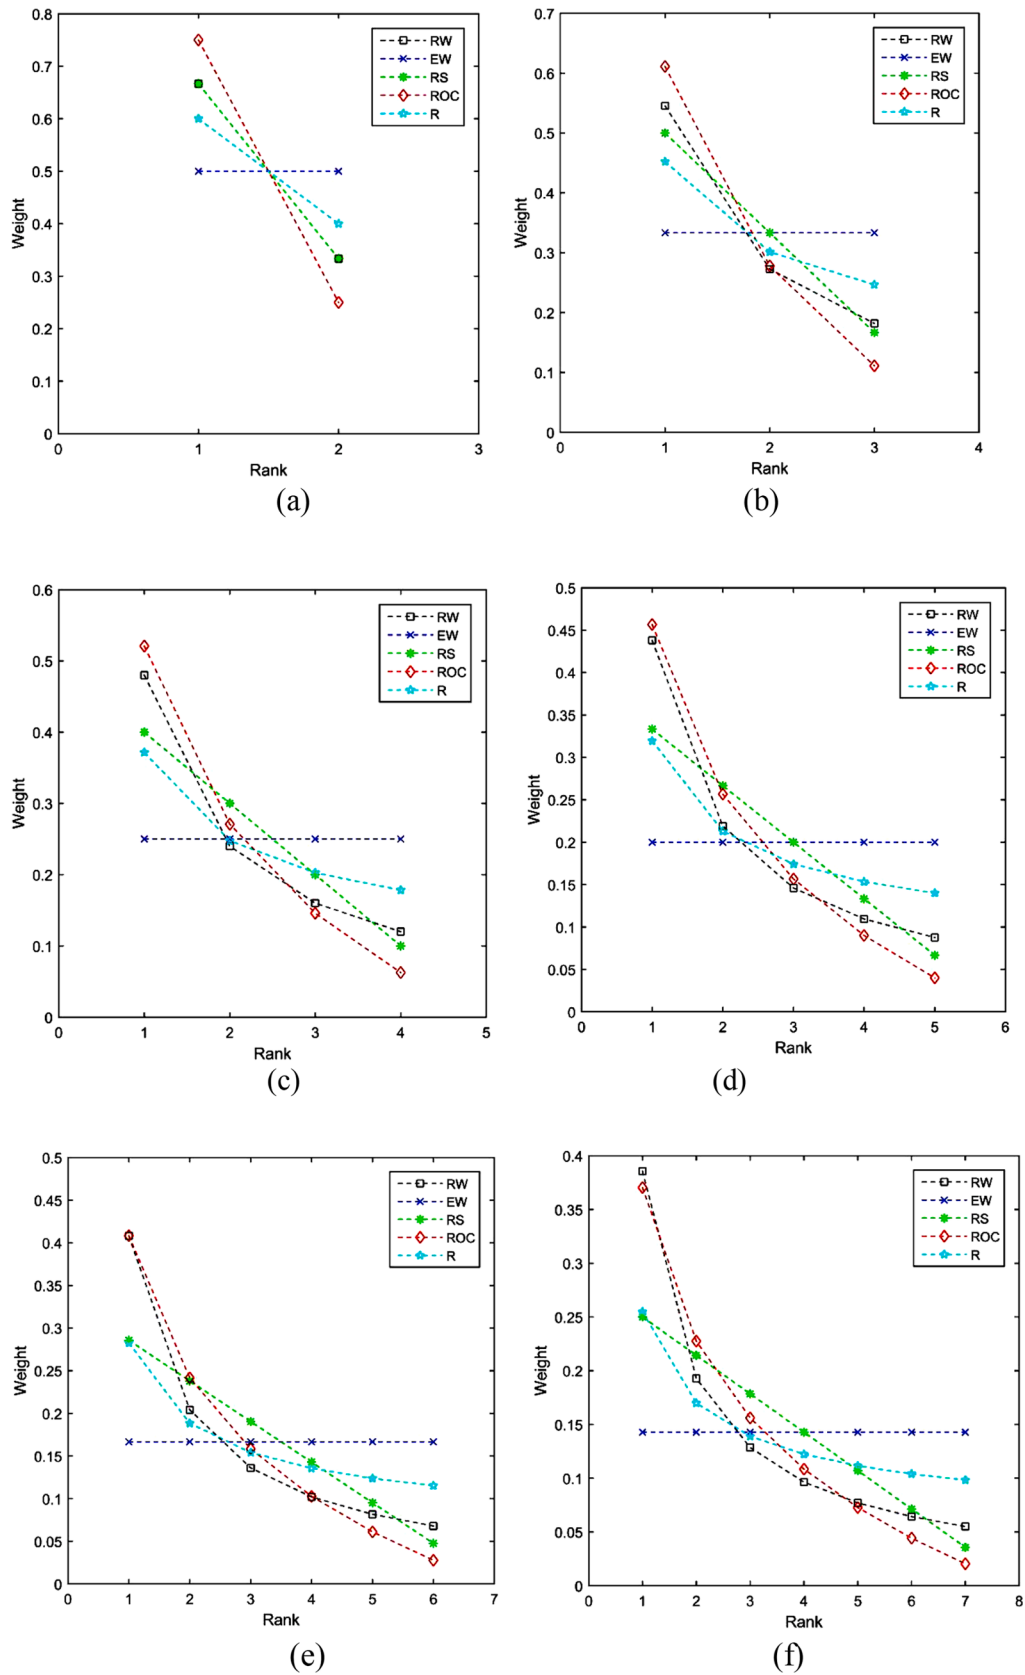 0.8
0.7
0.6
0.5
0.4
0.3
0.2
0.1
0
Weight
RW
EW
RS
ROC
R
0 1 2 3
Rank
(a)
0.7
0.6
0.5
0.4
0.3
0.2
0.1
0
Weight
RW
EW
RS
ROC
R
0 1 2 3 4
Rank
(b)
0.6
0.5
0.4
0.3
0.2
0.1
0
Weight
RW
EW
RS
ROC
R
0 1 2 3 4 5
Rank
(c)
0.5
0.45
0.4
0.35
0.3
0.25
0.2
0.15
0.1
0.05
0
Weight
RW
EW
RS
ROC
R
0 1 2 3 4 5 6
Rank
(d)
0.5
0.45
0.4
0.35
0.3
0.25
0.2
0.15
0.1
0.05
0
Weight
RW
EW
RS
ROC
R
0 1 2 3 4 5 6 7
Rank
(e)
0.4
0.35
0.3
0.25
0.2
0.15
0.1
0.05
0
Weight
RW
EW
RS
ROC
R
0 1 2 3 4 5 6 7 8
Rank
(f)